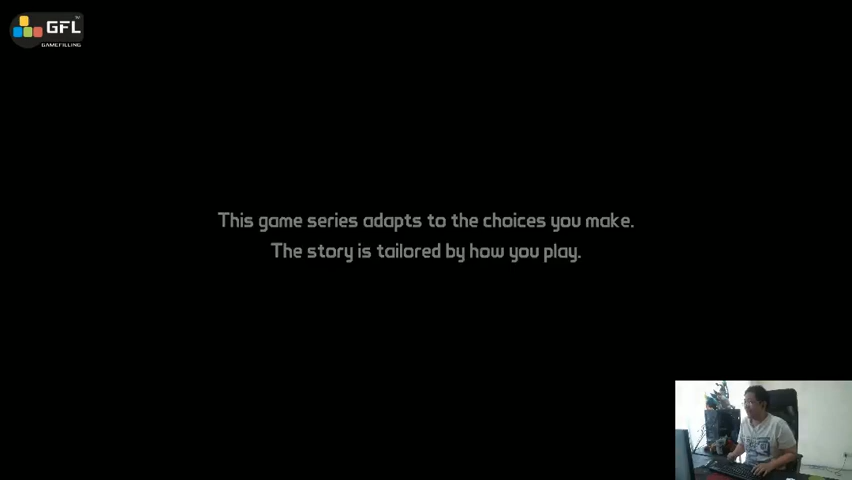 GFL
GAMEFILLING
This game series adapts to the choices you make.
The story is tailored by how you play.